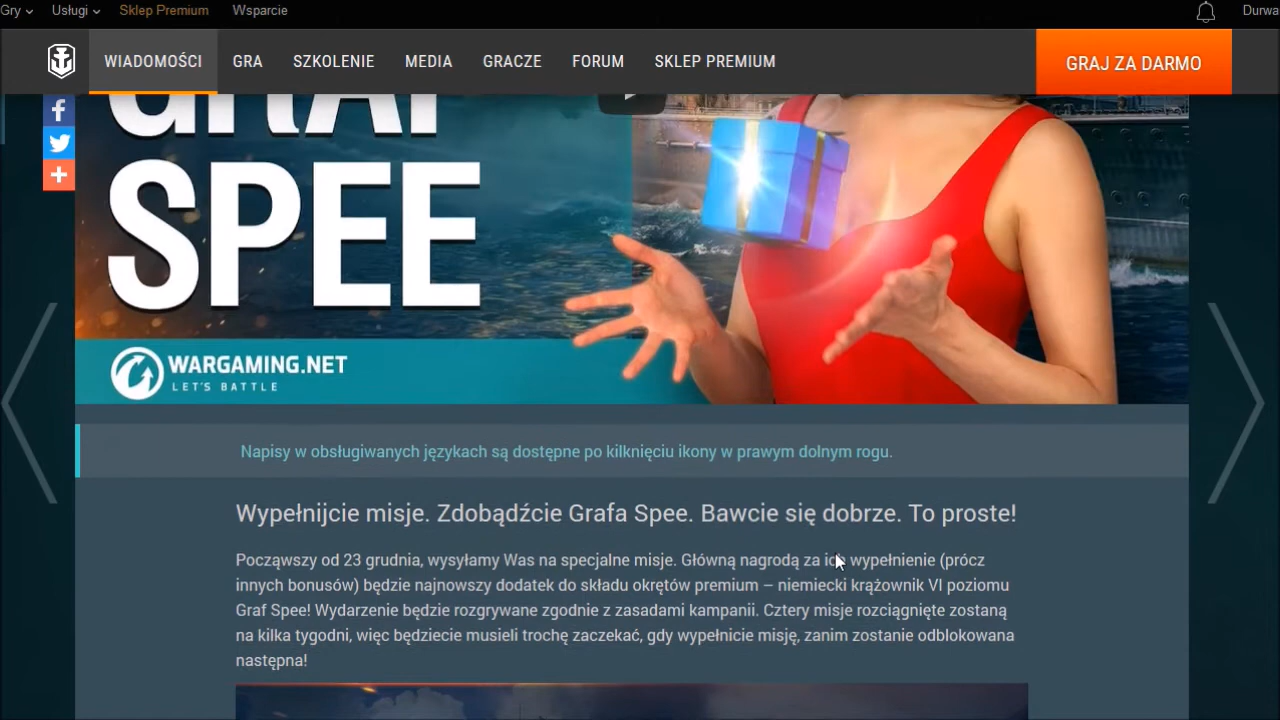 Gry
Usługi
Sklep Premium
Wsparcie
Durwa
WIADOMOŚCI
GRA
SZKOLENIE
MEDIA
GRACZE
FORUM
SKLEP PREMIUM
GRAJ ZA DARMO
GRAF
SPEE
WARGAMING.NET
LET'S BATTLE
Napisy w obsługiwanych językach są dostępne po kilknięciu ikony w prawym dolnym rogu.
Wypełnijcie misje. Zdobądźcie Grafa Spee. Bawcie się dobrze. To proste!
Począwszy od 23 grudnia, wysyłamy Was na specjalne misje. Główną nagrodą za ich wypełnienie (prócz
innych bonusów) będzie najnowszy dodatek do składu okrętów premium – niemiecki krążownik VI poziomu
Graf Spee! Wydarzenie będzie rozgrywane zgodnie z zasadami kampanii. Cztery misje rozciągnięte zostaną
na kilka tygodni, więc będziecie musieli trochę zaczekać, gdy wypełnicie misję, zanim zostanie odblokowana
następna!